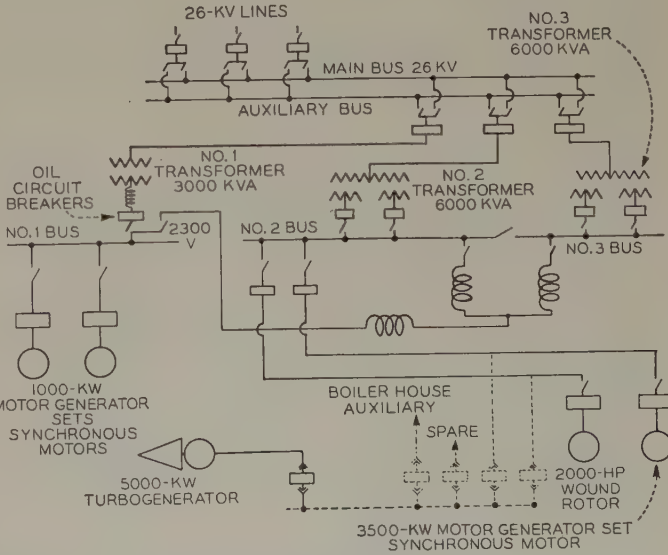 26-KV LINES
NO.3
TRANSFORMER
6000 KVA
MAIN BUS 26 KV
AUXILIARY BUS
NO.1
TRANSFORMER
3000 KVA
OIL
CIRCUIT
BREAKERS
NO.2
TRANSFORMER
6000 KVA
NO.1 BUS
2300
V
NO.2 BUS
NO.3 BUS
1000-KW
MOTOR GENERATOR
SETS
SYNCHRONOUS
MOTORS
BOILER HOUSE
AUXILIARY
SPARE
5000-KW
TURBOGENERATOR
2000-HP
WOUND
ROTOR
3500-KW MOTOR GENERATOR SET
SYNCHRONOUS MOTOR